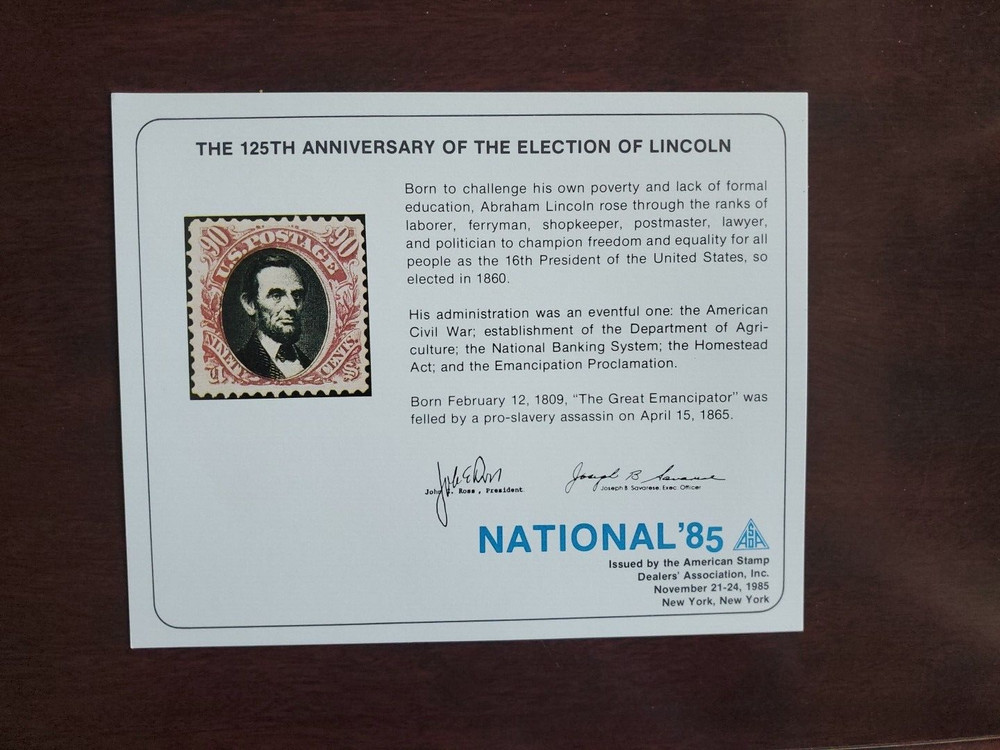 THE 125TH ANNIVERSARY OF THE ELECTION OF LINCOLN
90 90
U.S. POSTAGE
NINETY CENTS
Born to challenge his own poverty and lack of formal
education, Abraham Lincoln rose through the ranks of
laborer, ferryman, shopkeeper, postmaster, lawyer,
and politician to champion freedom and equality for all
people as the 16th President of the United States, so
elected in 1860.
His administration was an eventful one: the American
Civil War; establishment of the Department of Agri-
culture; the National Banking System; the Homestead
Act; and the Emancipation Proclamation.
Born February 12, 1809, “The Great Emancipator” was
felled by a pro-slavery assassin on April 15, 1865.
John E. Ross Joseph B Savarese
John E. Ross, President Joseph B Savarese, Exec. Officer
NATIONAL’85 ASDA
Issued by the American Stamp
Dealers’ Association, Inc.
November 21-24, 1985
New York, New York